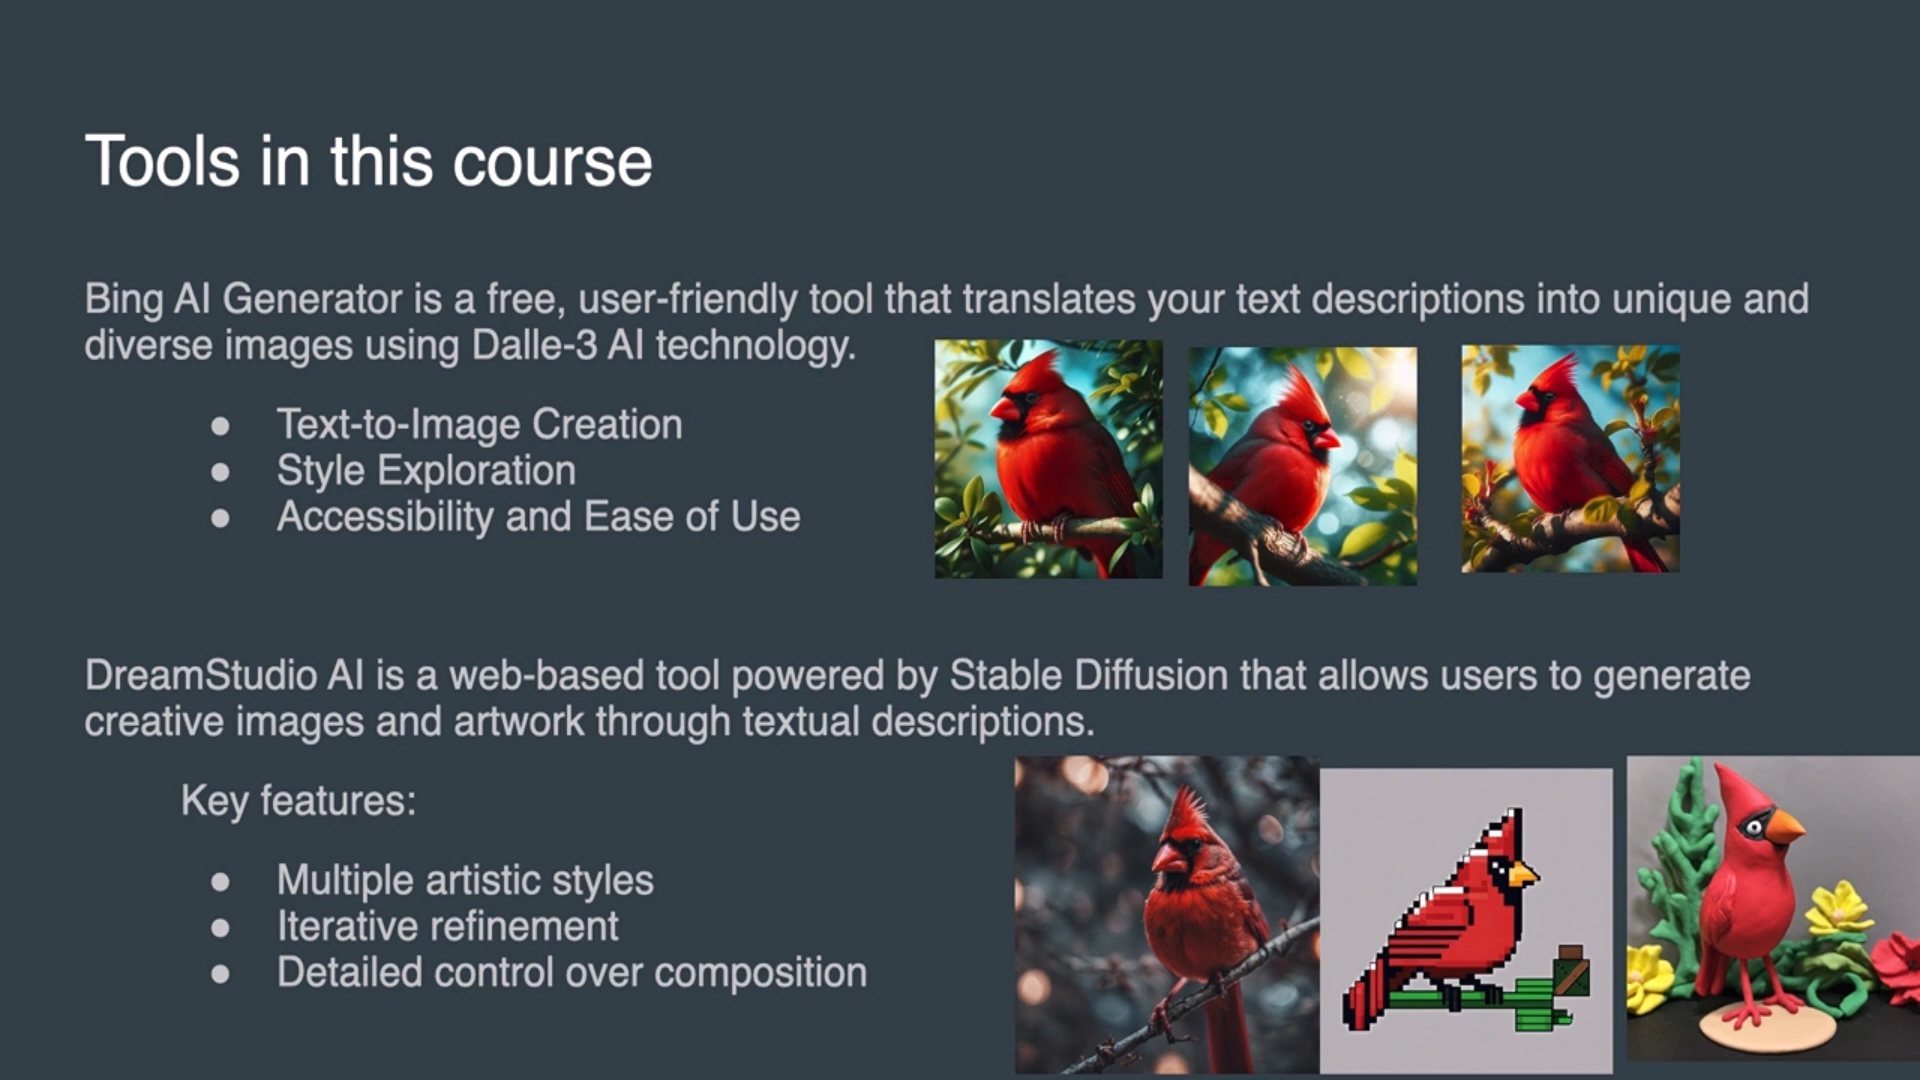 Tools in this course
Bing AI Generator is a free, user-friendly tool that translates your text descriptions into unique and
diverse images using Dalle-3 AI technology.
● Text-to-Image Creation
● Style Exploration
● Accessibility and Ease of Use
DreamStudio AI is a web-based tool powered by Stable Diffusion that allows users to generate
creative images and artwork through textual descriptions.
Key features:
● Multiple artistic styles
● Iterative refinement
● Detailed control over composition